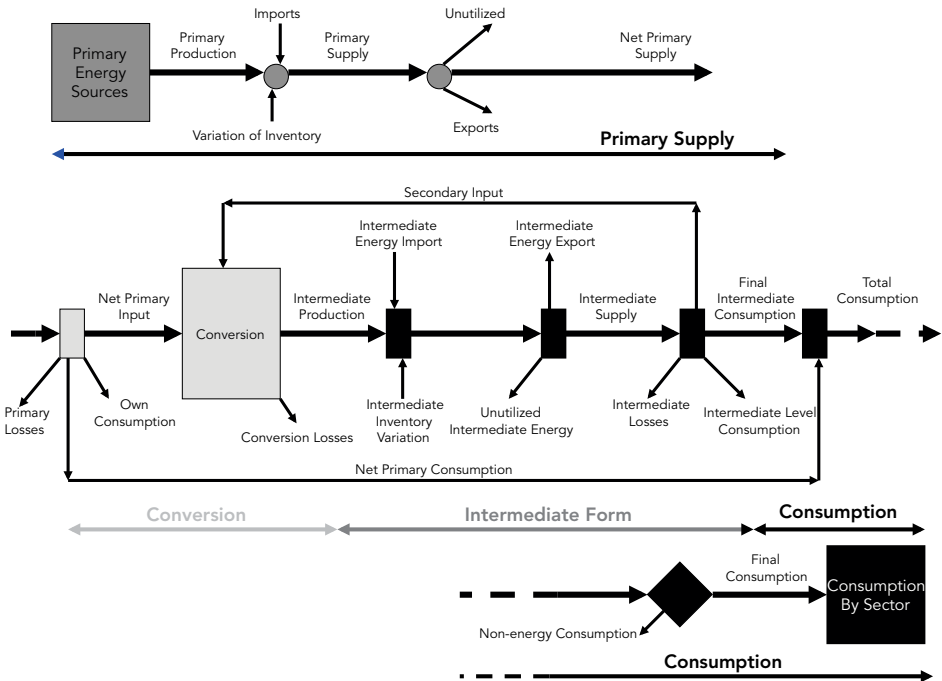 Imports
Unutilized
Primary
Energy
Sources
Primary
Production
Primary
Supply
Net Primary
Supply
Variation of Inventory
Exports
Primary Supply
Secondary Input
Intermediate
Energy Import
Intermediate
Energy Export
Net Primary
Input
Conversion
Intermediate
Production
Intermediate
Supply
Final
Intermediate
Consumption
Total
Consumption
Primary
Losses
Own
Consumption
Conversion Losses
Intermediate
Inventory
Variation
Unutilized
Intermediate Energy
Intermediate
Losses
Intermediate Level
Consumption
Net Primary Consumption
Conversion
Intermediate Form
Consumption
Final
Consumption
Consumption
By Sector
Non-energy Consumption
Consumption